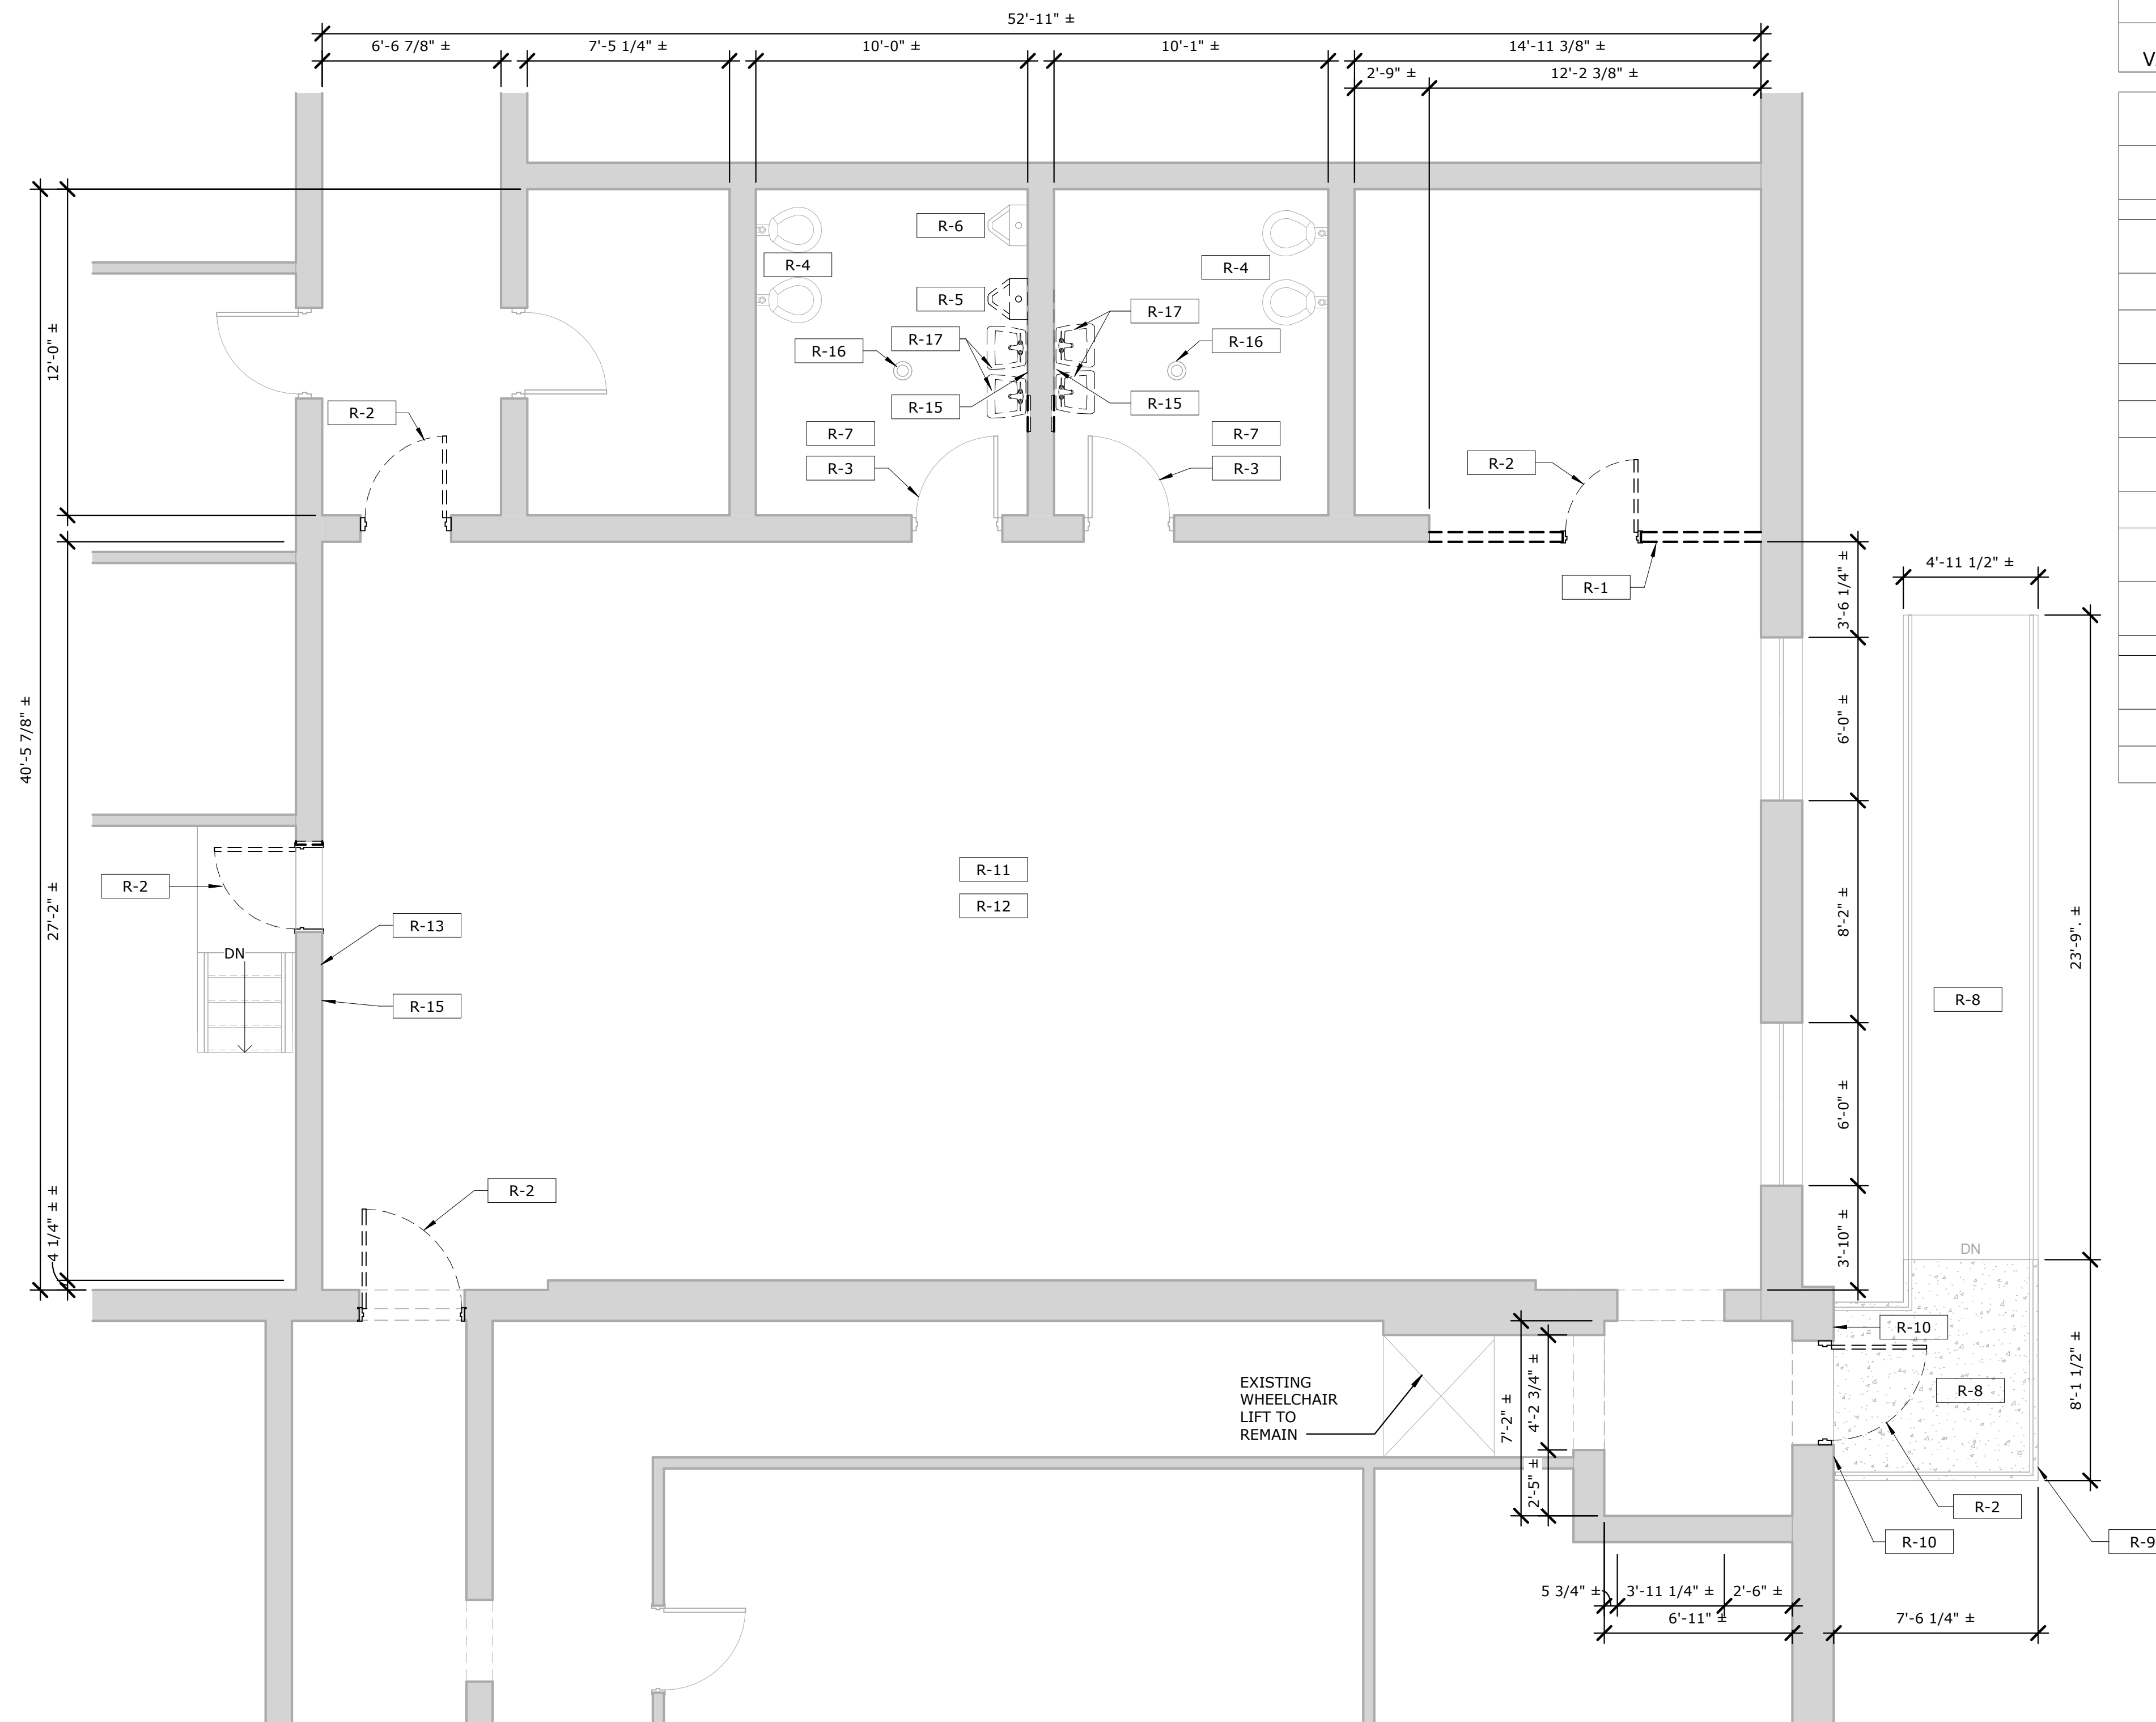 52'-11" ±
6'-6 7/8" ±
7'-5 1/4" ±
10'-0" ±
10'-1" ±
14'-11 3/8" ±
2'-9" ±
12'-2 3/8" ±
V
R-6
R-4
R-4
R-5
R-17
R-17
R-16
R-16
R-15
R-15
12'-0" ±
R-2
R-7
R-7
R-3
R-3
R-2
R-1
3'-6 1/4" ±
4'-11 1/2" ±
40'-5 7/8" ±
6'-0" ±
R-11
R-12
R-2
27'-2" ±
R-13
DN
R-15
8'-2" ±
23'-9". ±
R-8
6'-0" ±
R-2
4 1/4" ± ±
3'-10" ±
DN
R-10
EXISTING
WHEELCHAIR
LIFT TO
REMAIN
7'-2" ±
4'-2 3/4" ±
2'-5" ±
R-8
8'-1 1/2" ±
R-2
R-10
R-9
5 3/4" ±
3'-11 1/4" ±
2'-6" ±
6'-11" ±
7'-6 1/4" ±